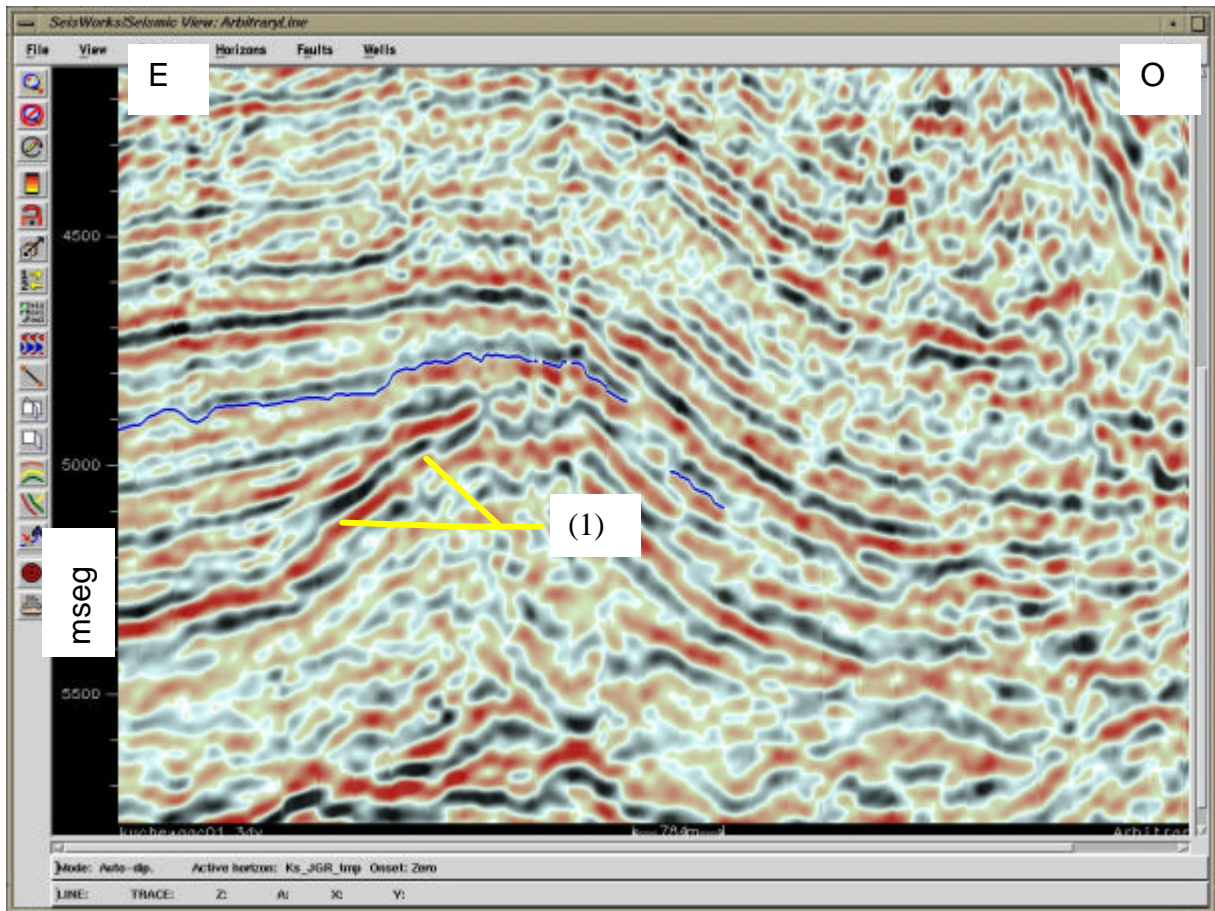 SeisWorks/Seismic View: ArbitraryLine
File View Horizons Faults Wells
E O
4500
5000
(1)
mseg
5500
784m
Mode: Auto-dip. Active horizon: Ks_JGR_tmp Onset: Zero
LINE: TRACE: Z: A: X: Y: